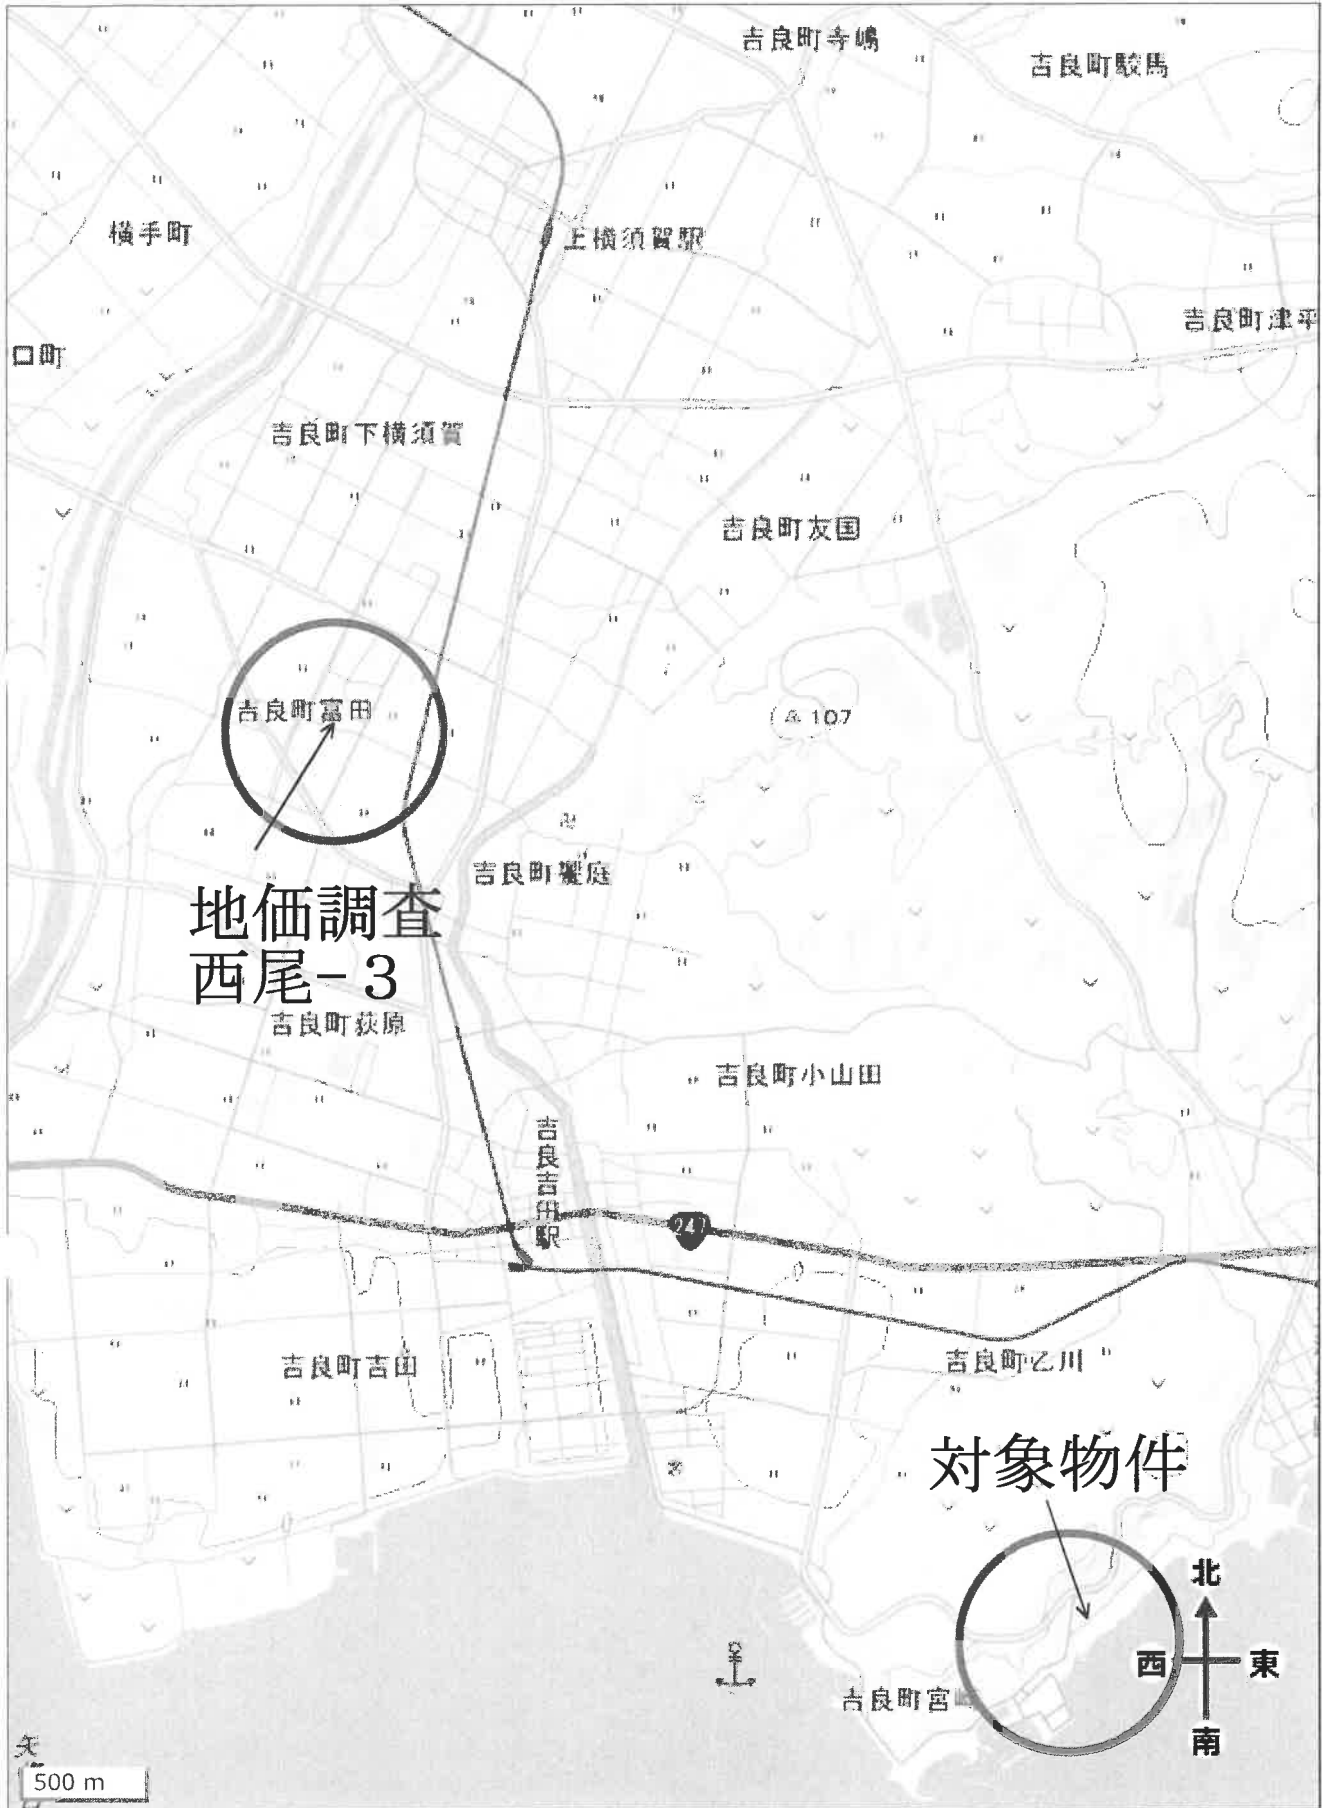 吉良町寺嶋
吉良町駮馬
横手町
上横須賀駅
吉良町津平
口町
吉良町下横須賀
吉良町友国
吉良町富田
107
吉良町饗庭
地価調査
西尾-3
吉良町荻原
吉良町小山田
吉良吉田駅
247
吉良町吉田
吉良町乙川
対象物件
北
西
東
吉良町宮
南
矢
500 m